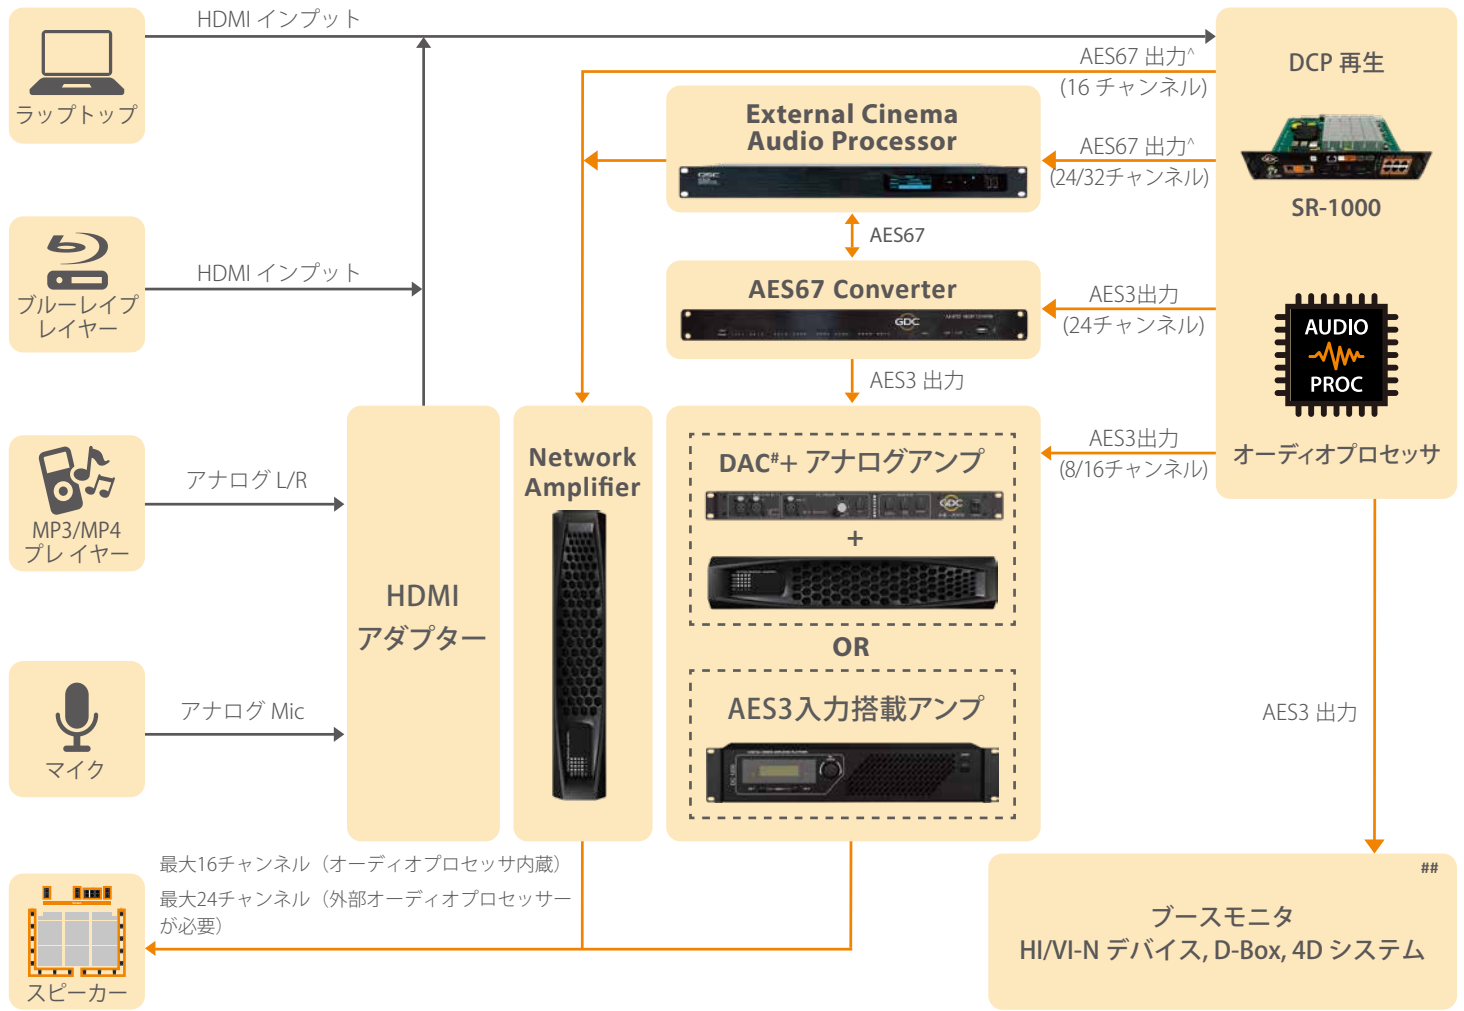 HDMI インプット
ラップトップ
AES67 出力^
(16 チャンネル)
DCP 再生
External Cinema
Audio Processor
QSC
AES67 出力^
(24/32チャンネル)
SR-1000
AES67
HDMI インプット
ブルーレイプ
レイヤー
AES67 Converter
GDC
AES3出力
(24チャンネル)
AUDIO
PROC
AES3 出力
オーディオプロセッサ
アナログ L/R
MP3/MP4
プレ イヤー
HDMI
アダプター
Network
Amplifier
DAC#+ アナログアンプ
GDC
+
OR
AES3入力搭載アンプ
AES3出力
(8/16チャンネル)
アナログ Mic
マイク
AES3 出力
最大16チャンネル（オーディオプロセッサ内蔵）
最大24チャンネル（外部オーディオプロセッサー
が必要）
スピーカー
##
ブースモニタ
HI/VI-N デバイス, D-Box, 4D システム